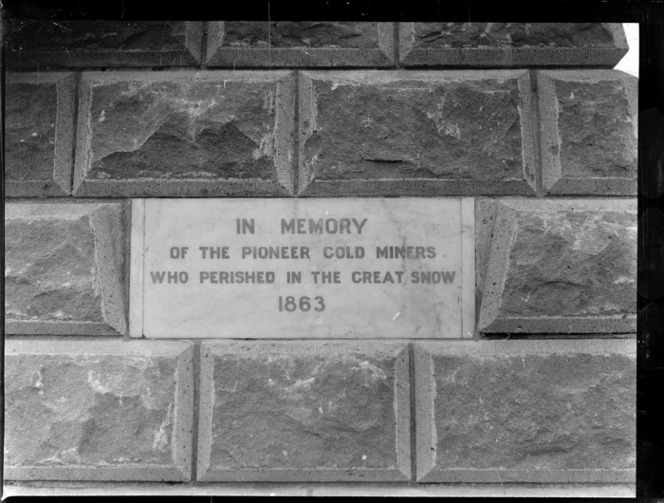 IN MEMORY
OF THE PIONEER GOLD MINERS
WHO PERISHED IN THE GREAT SNOW
1863